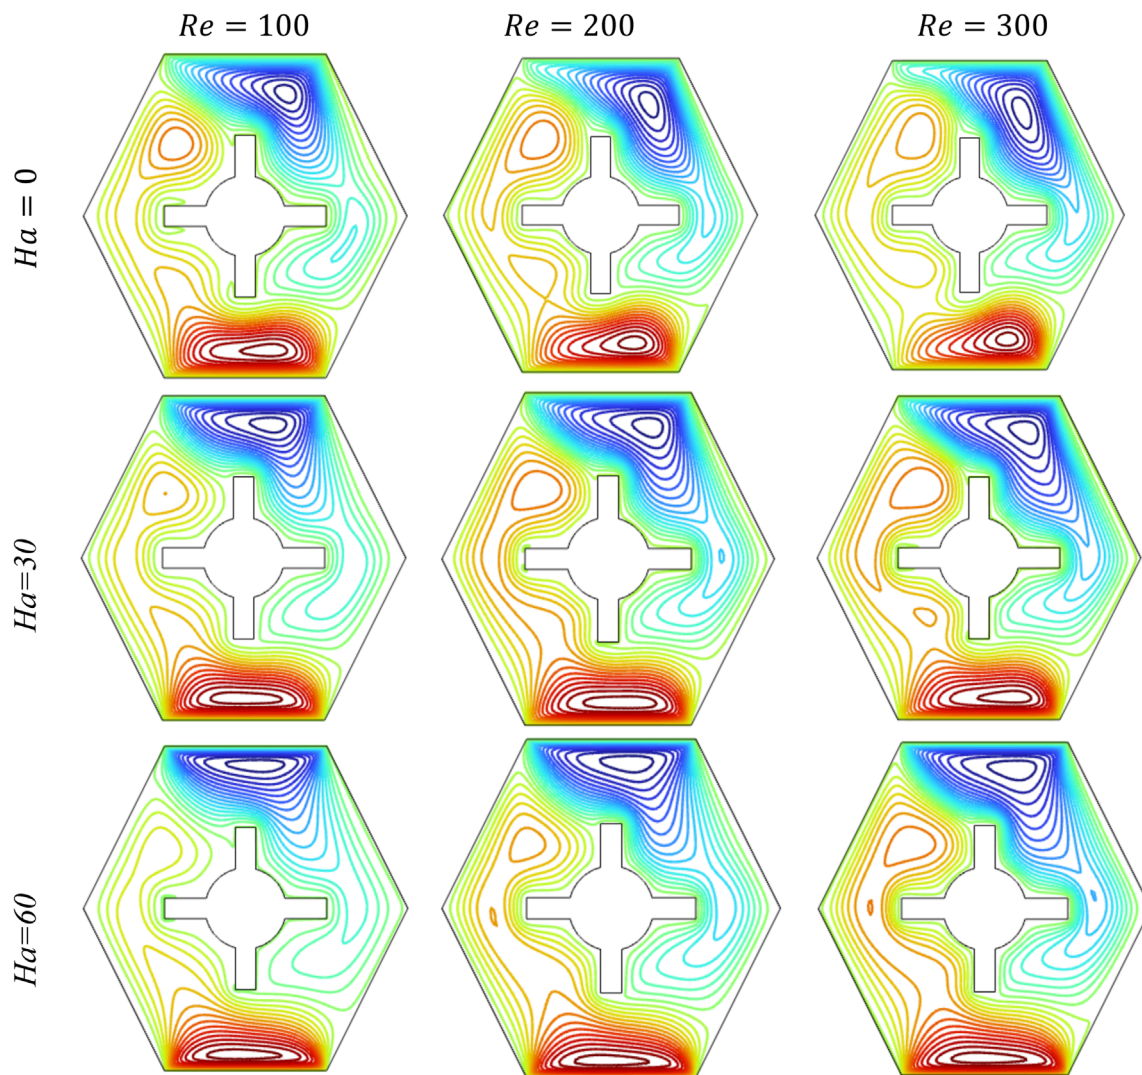 Re = 100
Re = 200
Re = 300
Ha = 0
Ha=30
Ha=60